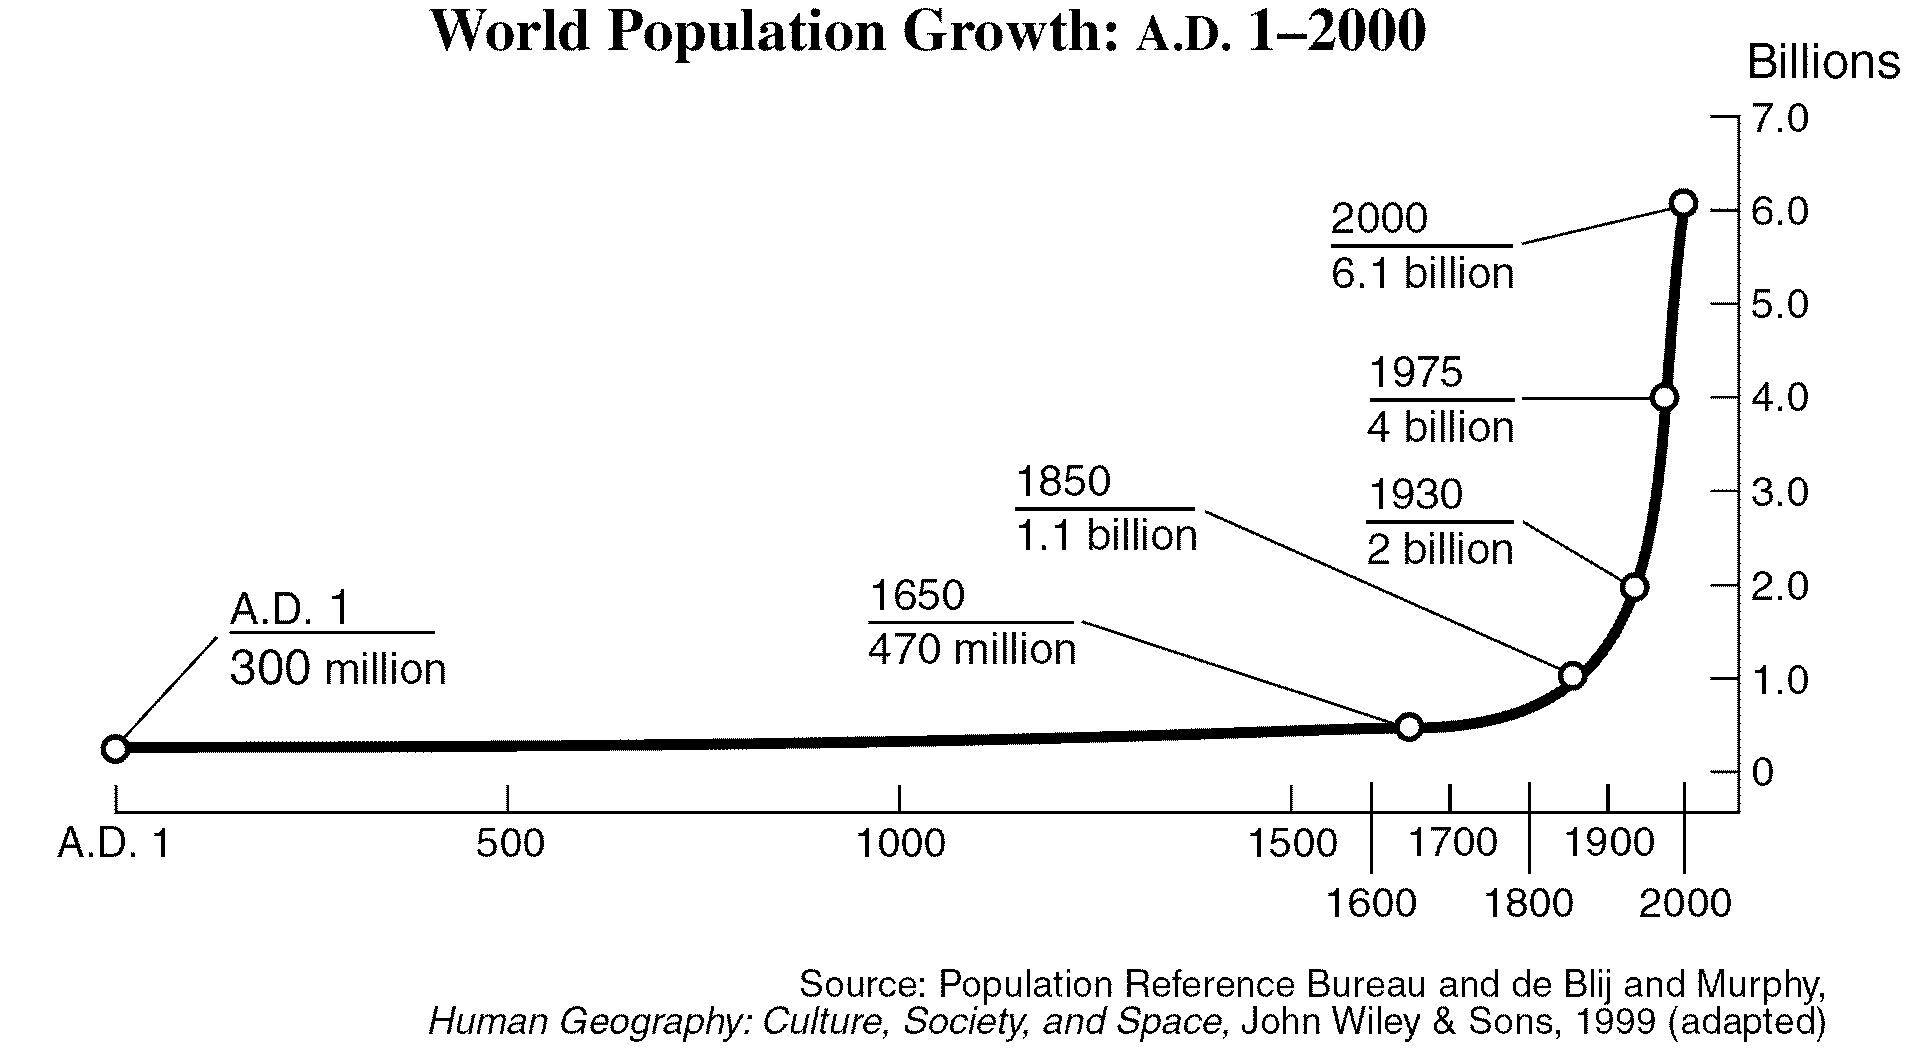 World Population Growth: A.D. 1–2000
Billions
7.0
6.0
5.0
4.0
3.0
2.0
1.0
0
2000
6.1 billion
1975
4 billion
1930
2 billion
1850
1.1 billion
1650
470 million
A.D. 1
300 million
A.D. 1 500 1000 1500 1700 1900
1600 1800 2000
Source: Population Reference Bureau and de Blij and Murphy,
Human Geography: Culture, Society, and Space, John Wiley & Sons, 1999 (adapted)